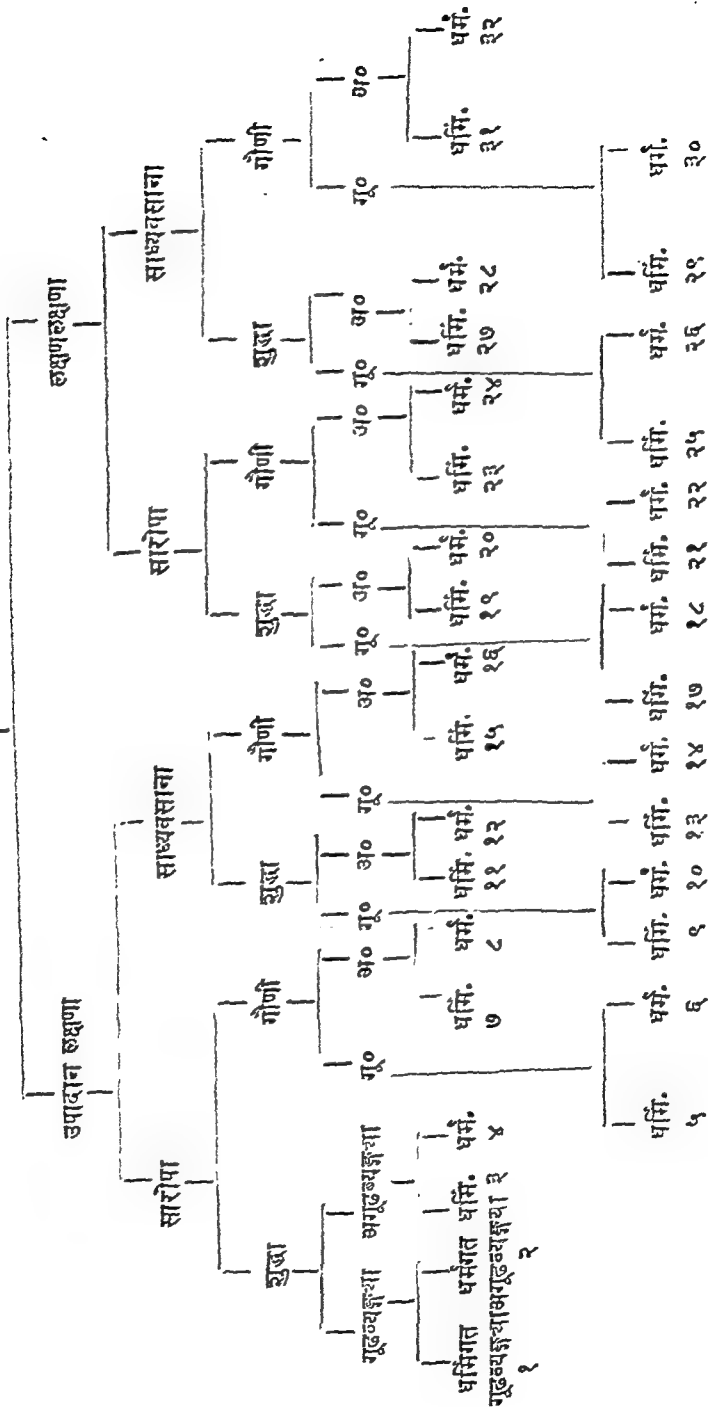 उपादान लक्षणा लक्षणलक्षणा
सारोपा साध्यवसाना सारोपा साध्यवसाना
शुद्धा गौणी शुद्धा गौणी शुद्धा गौणी शुद्धा गौणी
गूढव्यङ्ग्या अगूढव्यङ्ग्या गू० अ० गू० अ० गू० अ० गू० अ० गू० अ० गू० अ० गू० अ०
धर्मिगत धर्मगत धर्मि. धर्म. धर्मि. धर्म. धर्मि. धर्म. धर्मि. धर्म. धर्मि. धर्म. धर्मि. धर्म. धर्मि. धर्म. धर्मि. धर्म.
गूढव्यङ्ग्या अगूढव्यङ्ग्या ३ ४ ७ ८ ११ १२ १५ १६ १९ २० २३ २४ २७ २८ ३१ ३२
१ २
धर्मि. धर्म. धर्मि. धर्म. धर्मि. धर्म. धर्मि. धर्म. धर्मि. धर्म. धर्मि. धर्म. धर्मि. धर्म.
५ ६ ९ १० १३ १४ १७ १८ २१ २२ २५ २६ २९ ३०